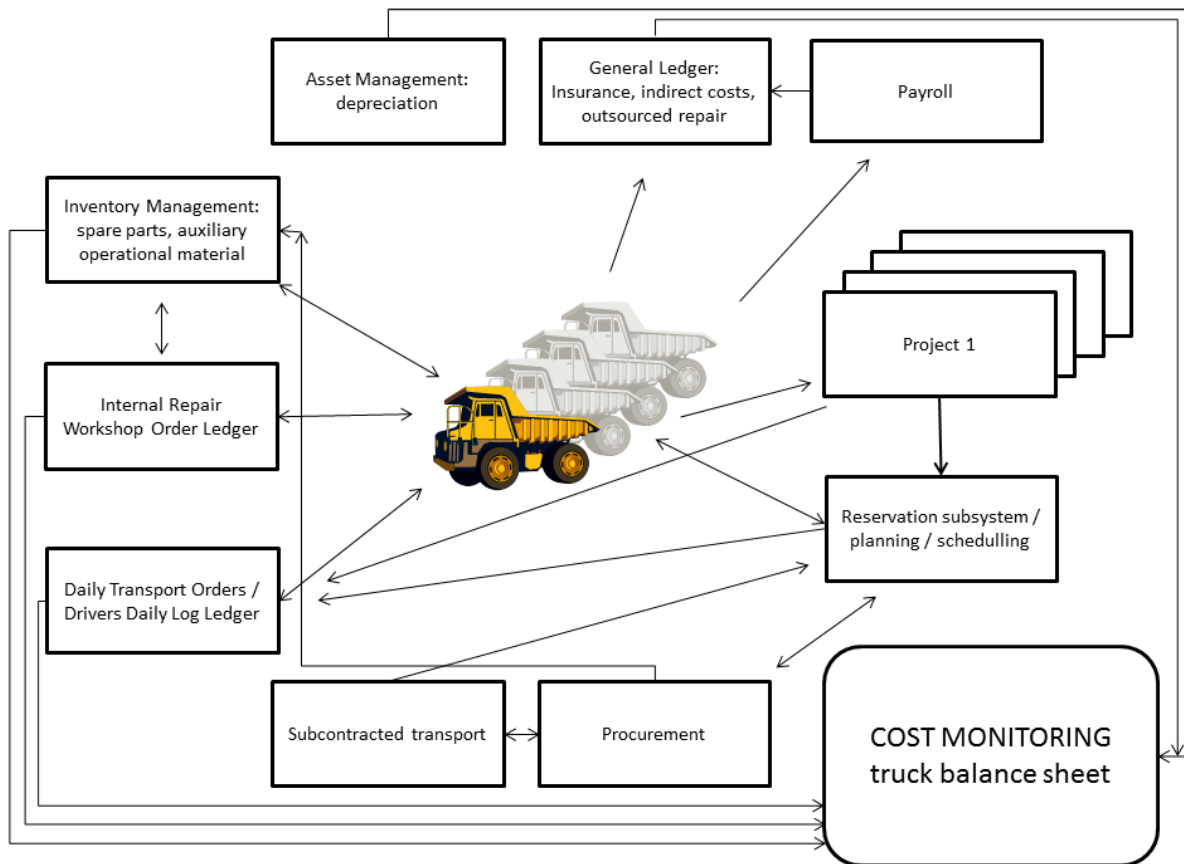 Asset Management:
depreciation
General Ledger:
Insurance, indirect costs,
outsourced repair
Payroll
Inventory Management:
spare parts, auxiliary
operational material
Project 1
Internal Repair
Workshop Order Ledger
Reservation subsystem /
planning / schedulling
Daily Transport Orders /
Drivers Daily Log Ledger
Subcontracted transport
Procurement
COST MONITORING
truck balance sheet